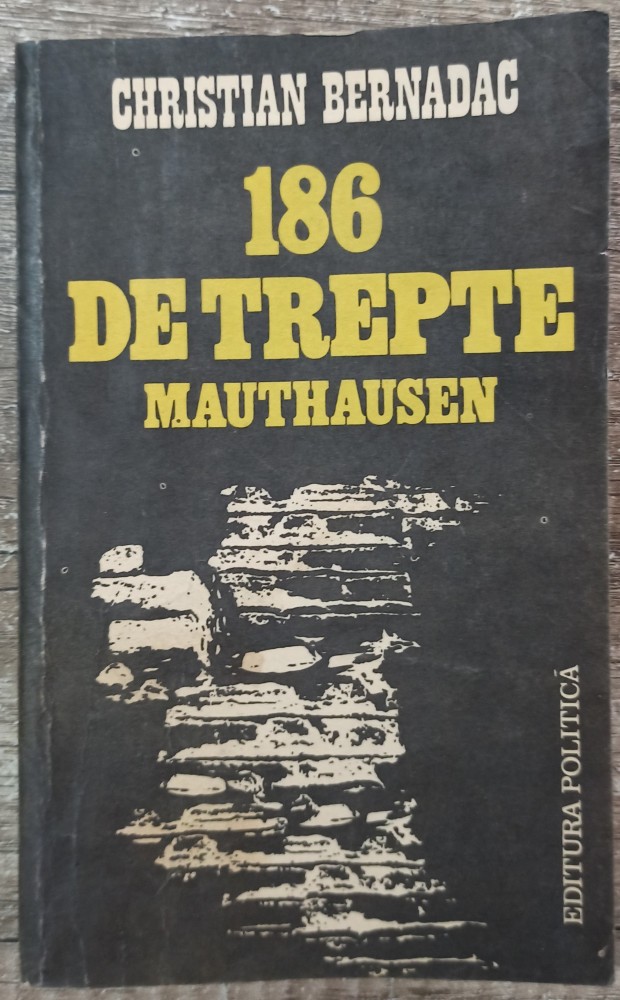 CHRISTIAN BERNADAC
186
DE TREPTE
MAUTHAUSEN
EDITURA POLITICĂ